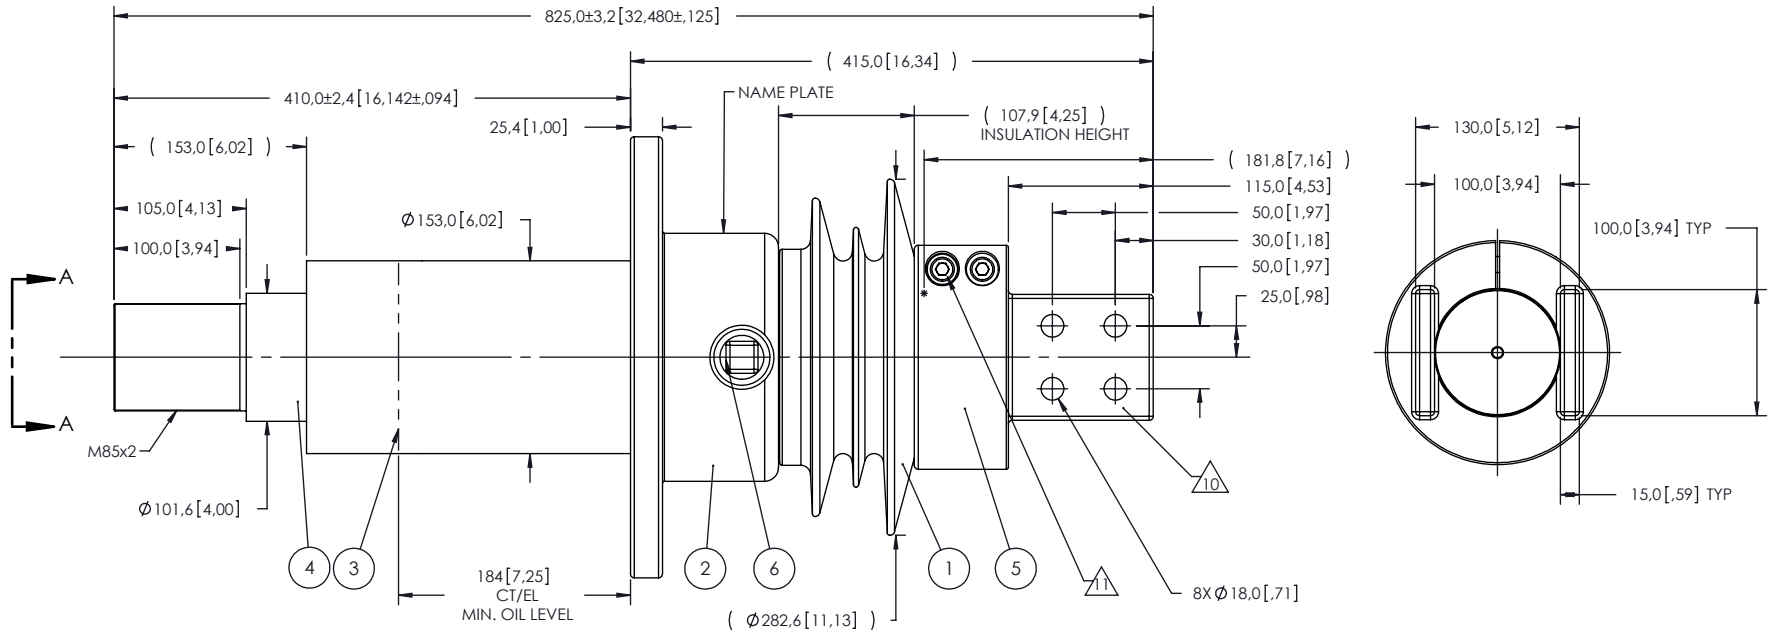 825,0±3,2[32,480±,125]
( 415,0[16,34] )
410,0±2,4[16,142±,094]
NAME PLATE
25,4[1,00]
( 107,9[4,25] )
INSULATION HEIGHT
130,0[5,12]
( 153,0[6,02] )
( 181,8[7,16] )
115,0[4,53]
100,0[3,94]
105,0[4,13]
50,0[1,97]
Ø153,0[6,02]
100,0[3,94] TYP
100,0[3,94]
30,0[1,18]
50,0[1,97]
A
25,0[,98]
*
A
M85x2
10
15,0[,59] TYP
Ø101,6[4,00]
4
3
2
6
1
5
11
184[7,25]
CT/EL
MIN. OIL LEVEL
8X Ø18,0[,71]
( Ø282,6[11,13] )